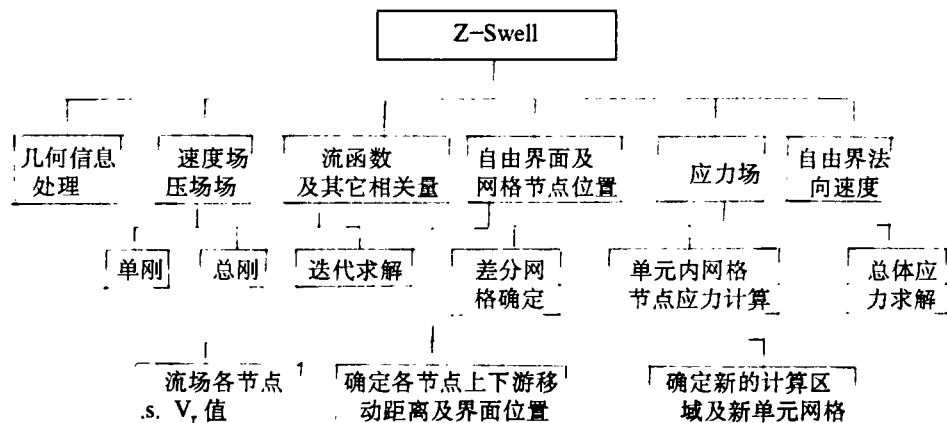 Z-Swell
几何信息
处理
速度场
压场场
流函数
及其它相关量
自由界面及
网格节点位置
应力场
自由界法
向速度
单刚
总刚
迭代求解
差分网
格确定
单元内网格
节点应力计算
总体应
力求解
流场各节点
.s. Vr 值
确定各节点上下游移
动距离及界面位置
确定新的计算区
域及新单元网格